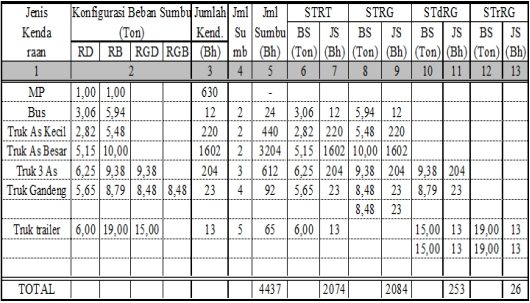 Jenis Kenda raan Konfigurasi Beban Sumbu (Ton) Jumlah Kend. (Bh) Jml Su mb Jml Sumbu (Bh) STRT STRG STdRG STrRG
RD RB RGD RGB BS (Ton) JS (Bh) BS (Ton) JS (Bh) BS (Ton) JS (Bh) BS (Ton) JS (Bh)
1 2 3 4 5 6 7 8 9 10 11 12 13
MP 1,00 1,00 630 -
Bus 3,06 5,94 12 2 24 3,06 12 5,94 12
Truk As Kecil 2,82 5,48 220 2 440 2,82 220 5,48 220
Truk As Besar 5,15 10,00 1602 2 3204 5,15 1602 10,00 1602
Truk 3 As 6,25 9,38 9,38 204 3 612 6,25 204 9,38 204 9,38 204
Truk Gandeng 5,65 8,79 8,48 8,48 23 4 92 5,65 23 8,48 23 8,79 23
8,48 23
Truk trailer 6,00 19,00 15,00 13 5 65 6,00 13 15,00 13 19,00 13
15,00 13 19,00 13
TOTAL 4437 2074 2084 253 26